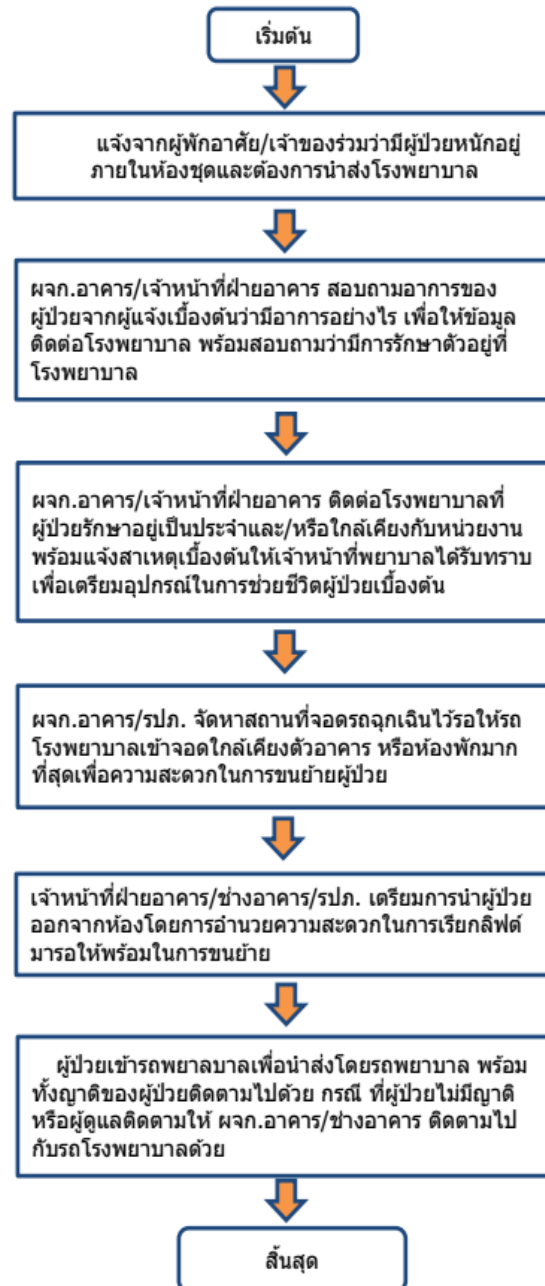 เริ่มต้น
แจ้งจากผู้พักอาศัย/เจ้าของร่วมว่ามีผู้ป่วยหนักอยู่
ภายในห้องชุดและต้องการนำส่งโรงพยาบาล
ผจก.อาคาร/เจ้าหน้าที่ฝ่ายอาคาร สอบถามอาการของ
ผู้ป่วยจากผู้แจ้งเบื้องต้นว่ามีอาการอย่างไร เพื่อให้ข้อมูล
ติดต่อโรงพยาบาล พร้อมสอบถามว่ามีการรักษาตัวอยู่ที่
โรงพยาบาล
ผจก.อาคาร/เจ้าหน้าที่ฝ่ายอาคาร ติดต่อโรงพยาบาลที่
ผู้ป่วยรักษาอยู่เป็นประจำและ/หรือใกล้เคียงกับหน่วยงาน
พร้อมแจ้งสาเหตุเบื้องต้นให้เจ้าหน้าที่พยาบาลได้รับทราบ
เพื่อเตรียมอุปกรณ์ในการช่วยชีวิตผู้ป่วยเบื้องต้น
ผจก.อาคาร/รปภ. จัดหาสถานที่จอดรถฉุกเฉินไว้รอให้รถ
โรงพยาบาลเข้าจอดใกล้เคียงตัวอาคาร หรือห้องพักมาก
ที่สุดเพื่อความสะดวกในการขนย้ายผู้ป่วย
เจ้าหน้าที่ฝ่ายอาคาร/ช่างอาคาร/รปภ. เตรียมการนำผู้ป่วย
ออกจากห้องโดยการอำนวยความสะดวกในการเรียกลิฟต์
มารอให้พร้อมในการขนย้าย
ผู้ป่วยเข้ารถพยาลบาลเพื่อนำส่งโดยรถพยาบาล พร้อม
ทั้งญาติของผู้ป่วยติดตามไปด้วย กรณี ที่ผู้ป่วยไม่มีญาติ
หรือผู้ดูแลติดตามให้ ผจก.อาคาร/ช่างอาคาร ติดตามไป
กับรถโรงพยาบาลด้วย
สิ้นสุด